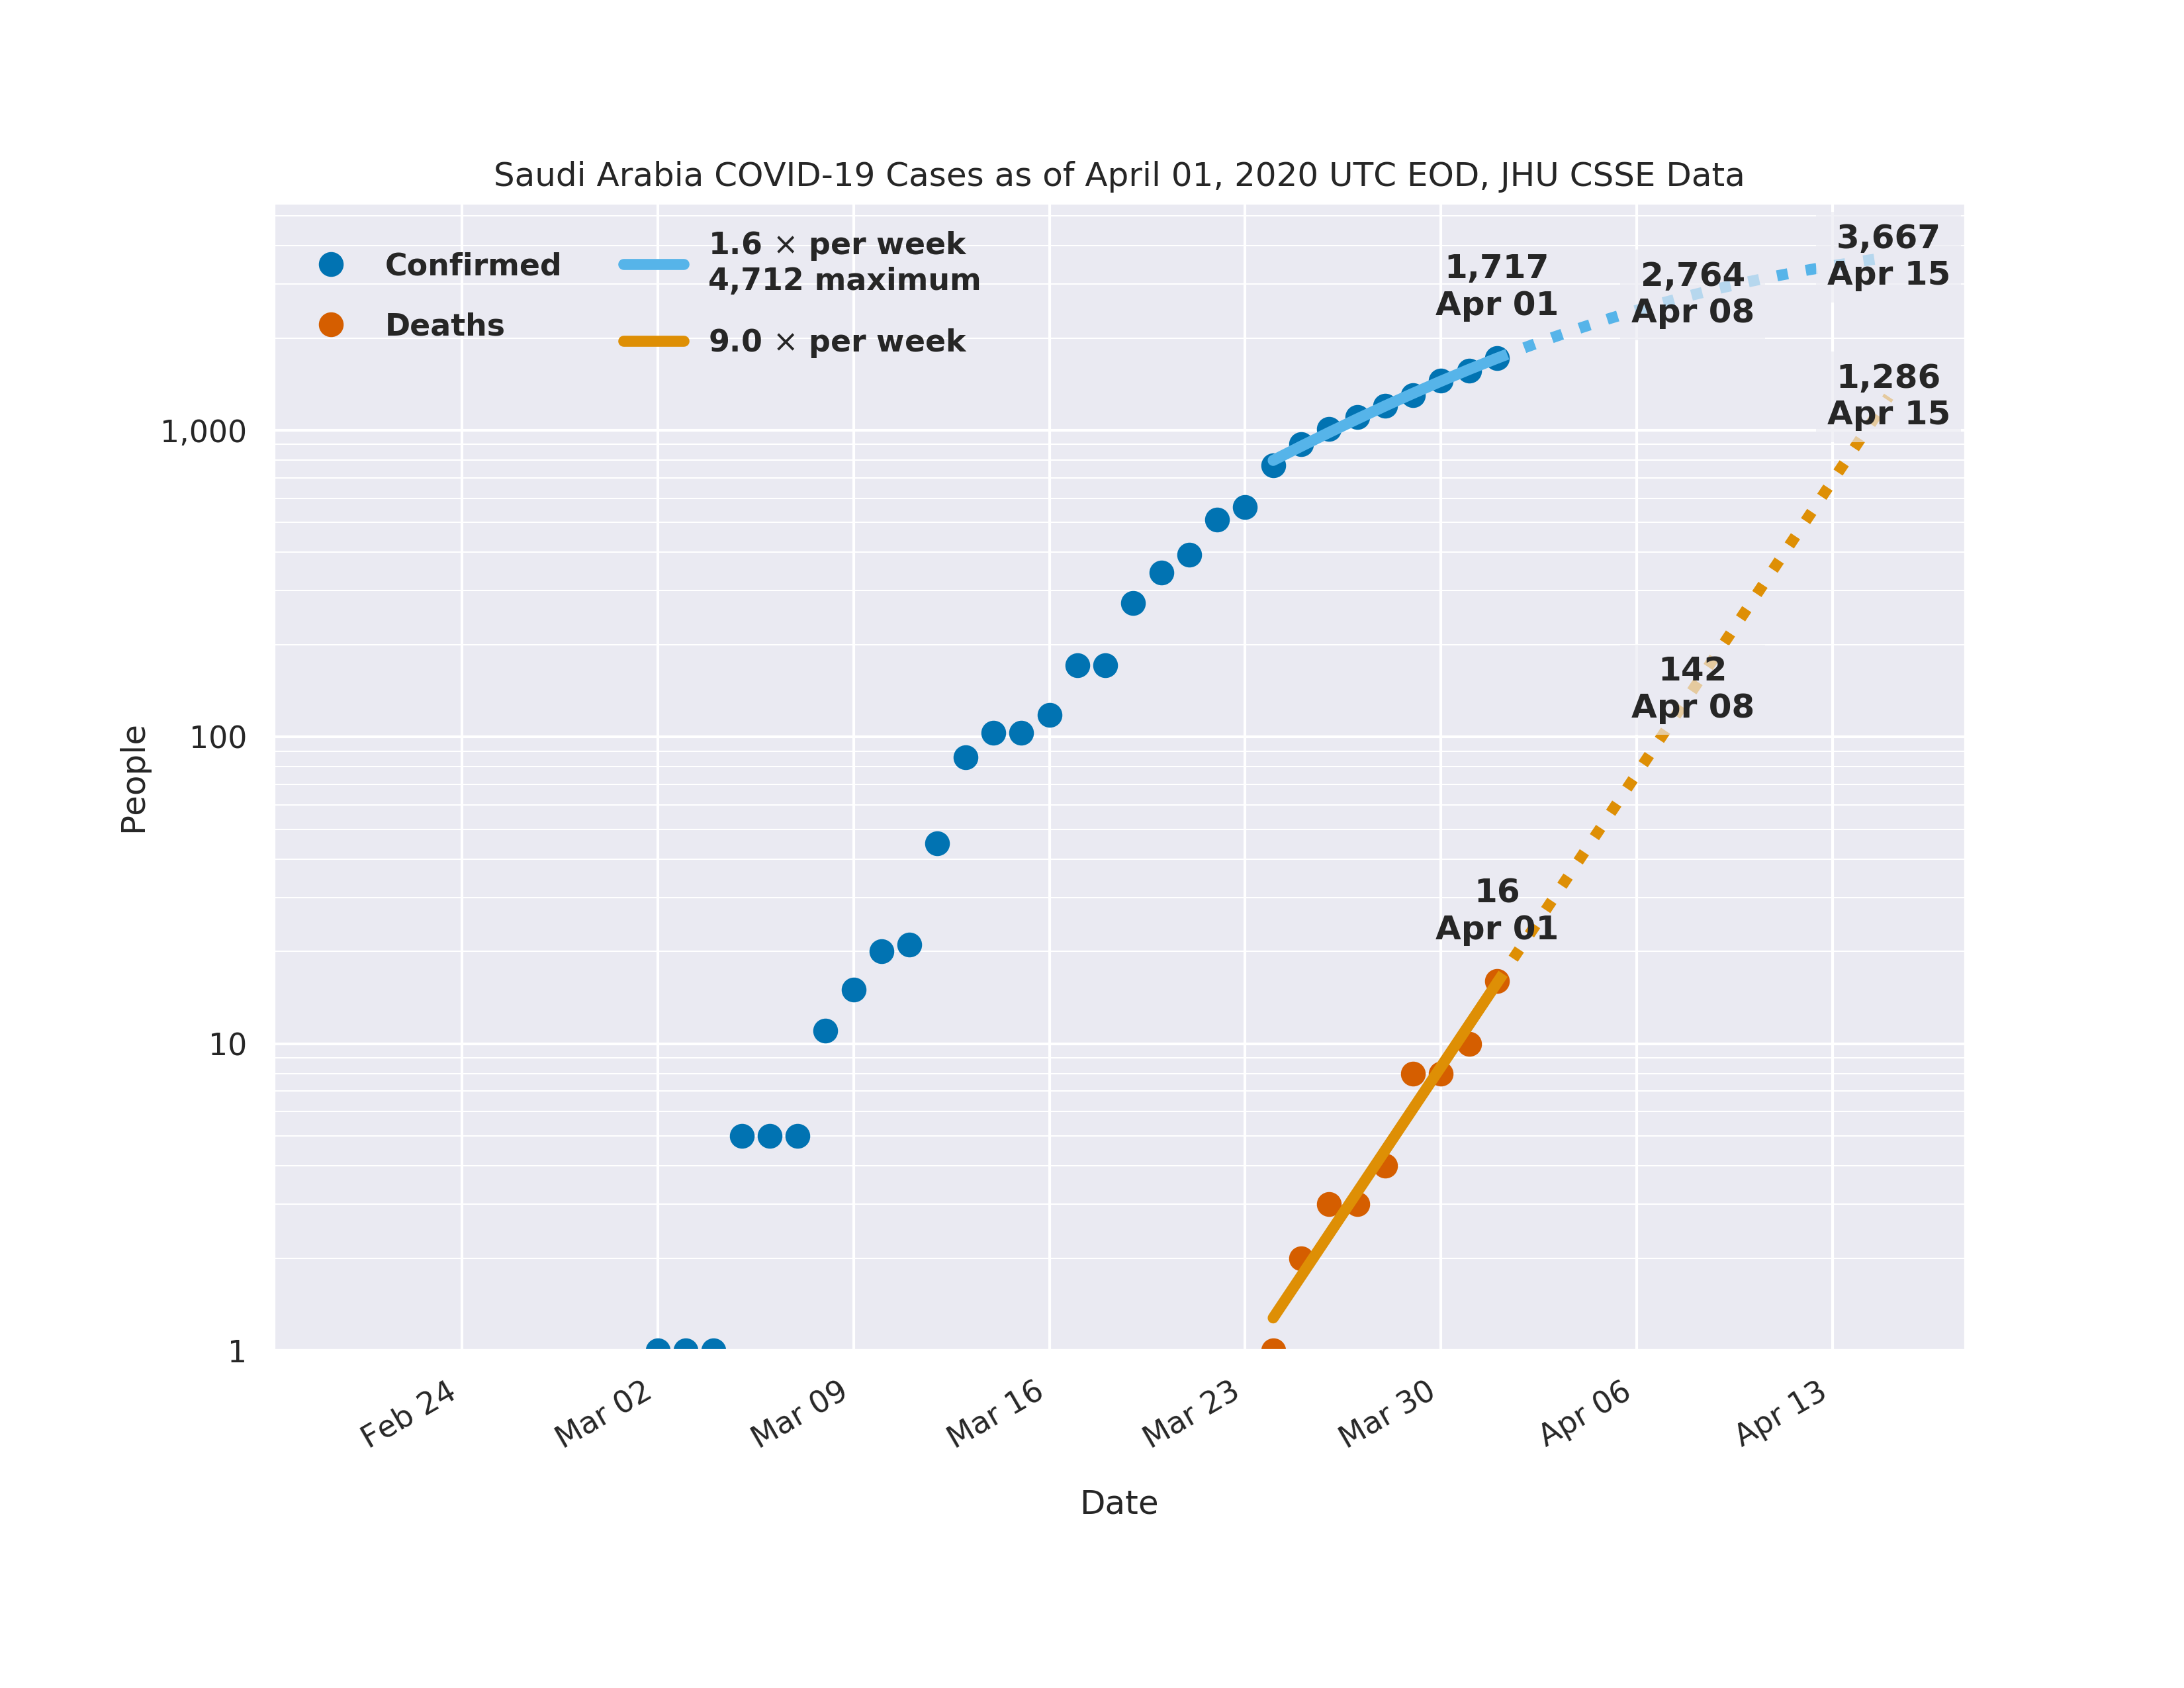 Saudi Arabia COVID-19 Cases as of April 01, 2020 UTC EOD, JHU CSSE Data
Confirmed
Deaths
1.6 × per week
4,712 maximum
9.0 × per week
1,717
Apr 01
2,764
Apr 08
3,667
Apr 15
1,286
Apr 15
142
Apr 08
16
Apr 01
People
1,000
100
10
1
Feb 24
Mar 02
Mar 09
Mar 16
Mar 23
Mar 30
Apr 06
Apr 13
Date